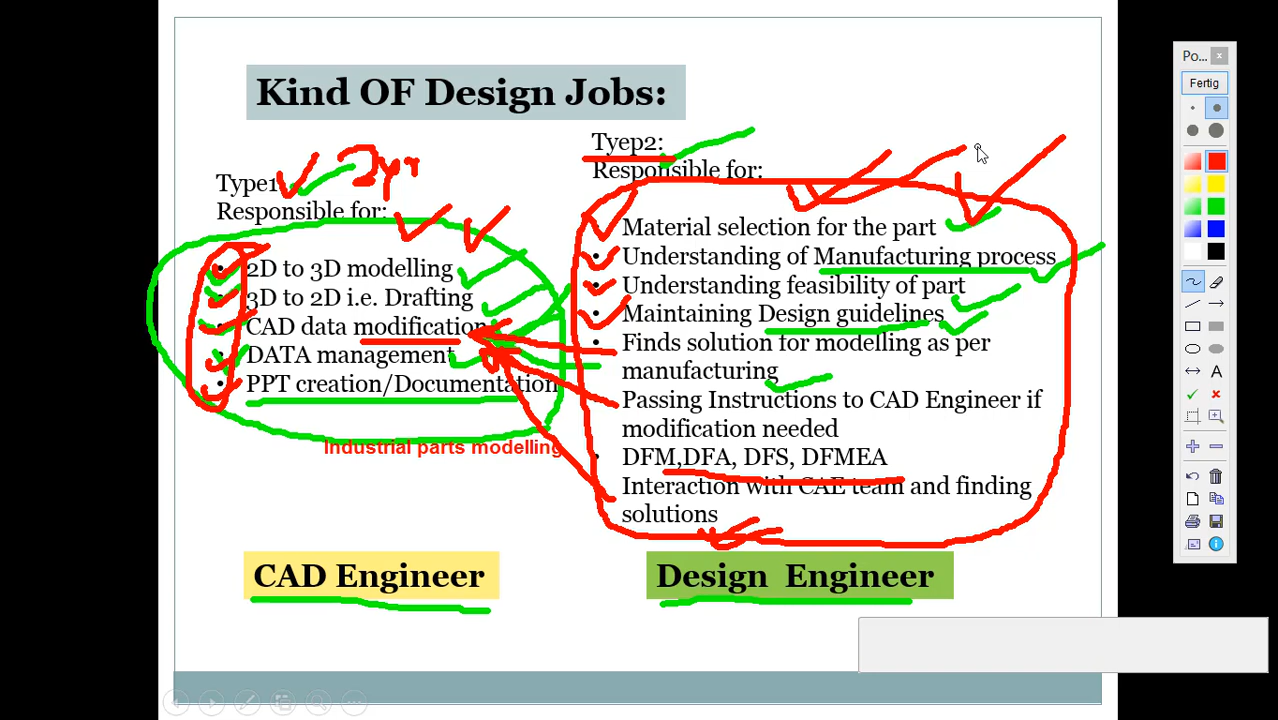 Kind OF Design Jobs:
Type1
Responsible for:
2D to 3D modelling
3D to 2D i.e. Drafting
CAD data modification
DATA management
PPT creation/Documentation
Industrial parts modelling
CAD Engineer
Tyep2:
Responsible for:
Material selection for the part
Understanding of Manufacturing process
Understanding feasibility of part
Maintaining Design guidelines
Finds solution for modelling as per
manufacturing
Passing Instructions to CAD Engineer if
modification needed
DFM,DFA, DFS, DFMEA
Interaction with CAE team and finding
solutions
Design Engineer
Po...
Fertig
A